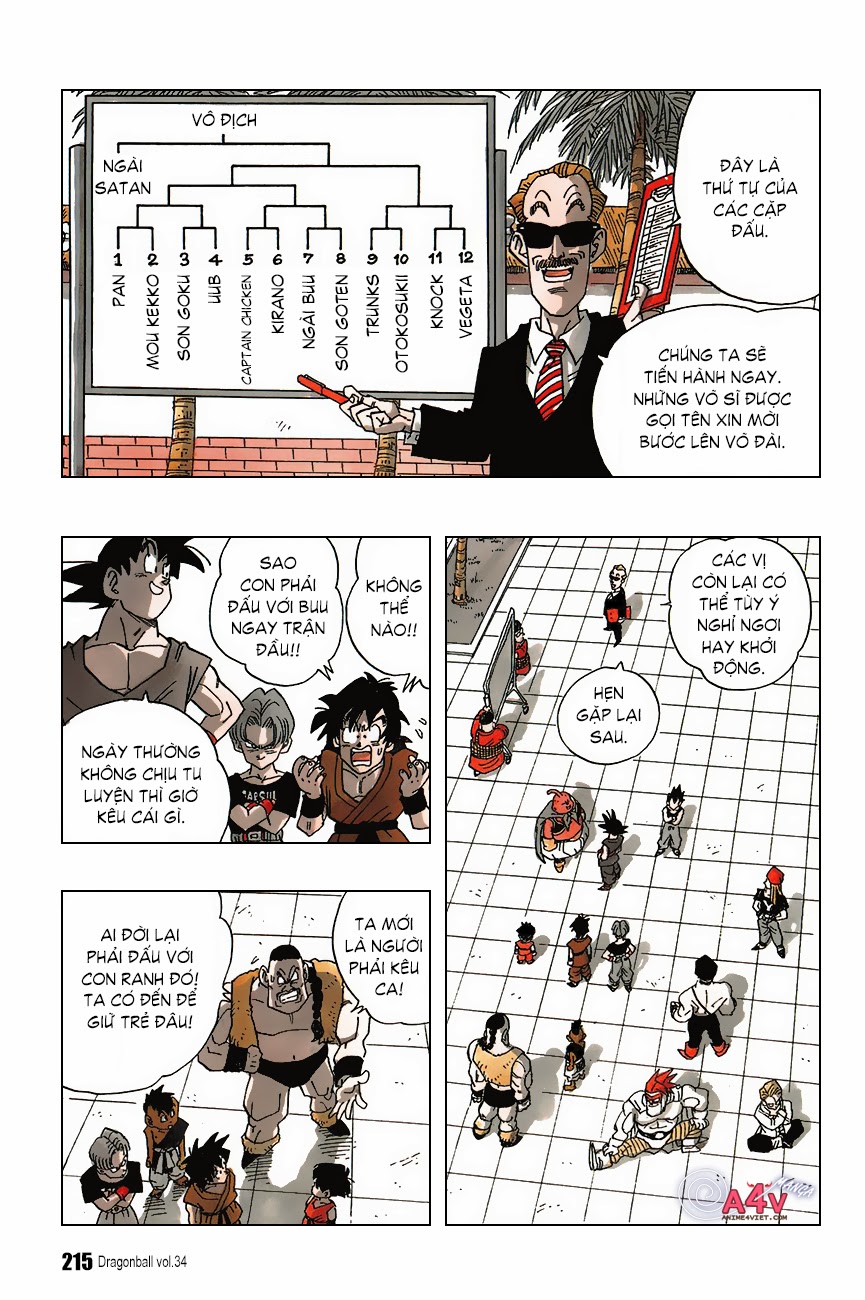 VÔ ĐỊCH
NGÀI
SATAN
1 2 3 4 5 6 7 8 9 10 11 12
PAN
MOU KEKKO
SON GOKU
UUB
CAPTAIN CHICKEN
KIRANO
NGÀI BUU
SON GOTEN
TRUNKS
OTOKOSUKII
KNOCK
VEGETA
ĐÂY LÀ
THỨ TỰ CỦA
CÁC CẶP
ĐẤU.
CHÚNG TA SẼ
TIẾN HÀNH NGAY.
NHỮNG VÕ SĨ ĐƯỢC
GỌI TÊN XIN MỜI
BƯỚC LÊN VÕ ĐÀI.
KHÔNG
THỂ
NÀO!!
SAO
CON PHẢI
ĐẤU VỚI BUU
NGAY TRẬN
ĐẦU!!
NGÀY THƯỜNG
KHÔNG CHỊU TU
LUYỆN THÌ GIỜ
KÊU CÁI GÌ.
CÁC VỊ
CÒN LẠI CÓ
THỂ TÙY Ý
NGHỈ NGƠI
HAY KHỞI
ĐỘNG.
HẸN
GẶP LẠI
SAU.
TA MỚI
LÀ NGƯỜI
PHẢI KÊU
CA!
AI ĐỜI LẠI
PHẢI ĐẤU VỚI
CON RANH ĐÓ!
TA CÓ ĐẾN ĐỂ
GIỮ TRẺ ĐÂU!
A4V MANGA
ANIME4VIET.COM
215 Dragonball vol.34